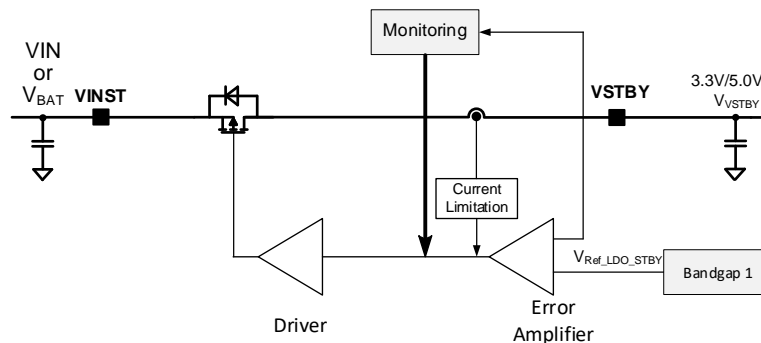 Monitoring
VIN
or
VBAT
VINST
VSTBY
3.3V/5.0V
VVSTBY
Current
Limitation
VRef_LDO_STBY
Bandgap 1
Driver
Error
Amplifier